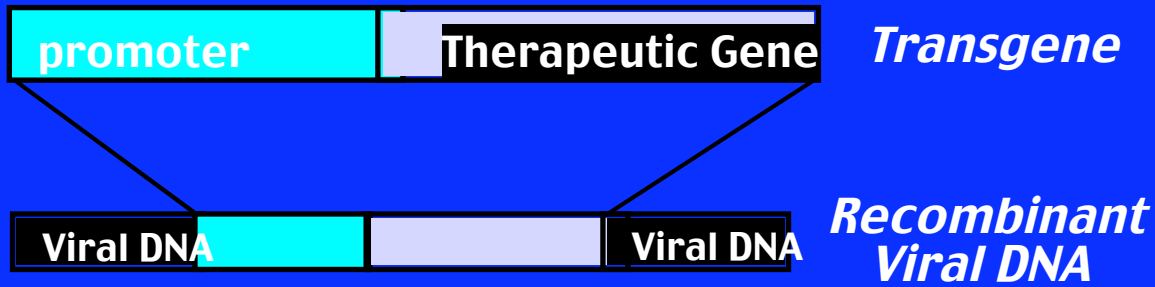 promoter
Therapeutic Gene
Transgene
Viral DNA
Viral DNA
Recombinant
Viral DNA